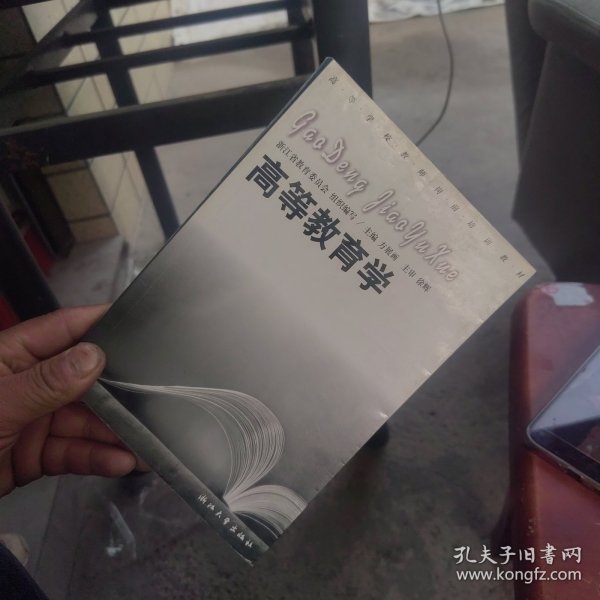 高等学校教师岗前培训教材
GaoDeng JiaoYuXue
浙江省教育委员会 组织编写 / 主编 方展画 主审 徐辉
高等教育学
浙江大学出版社
孔夫子旧书网
www.kongfz.com